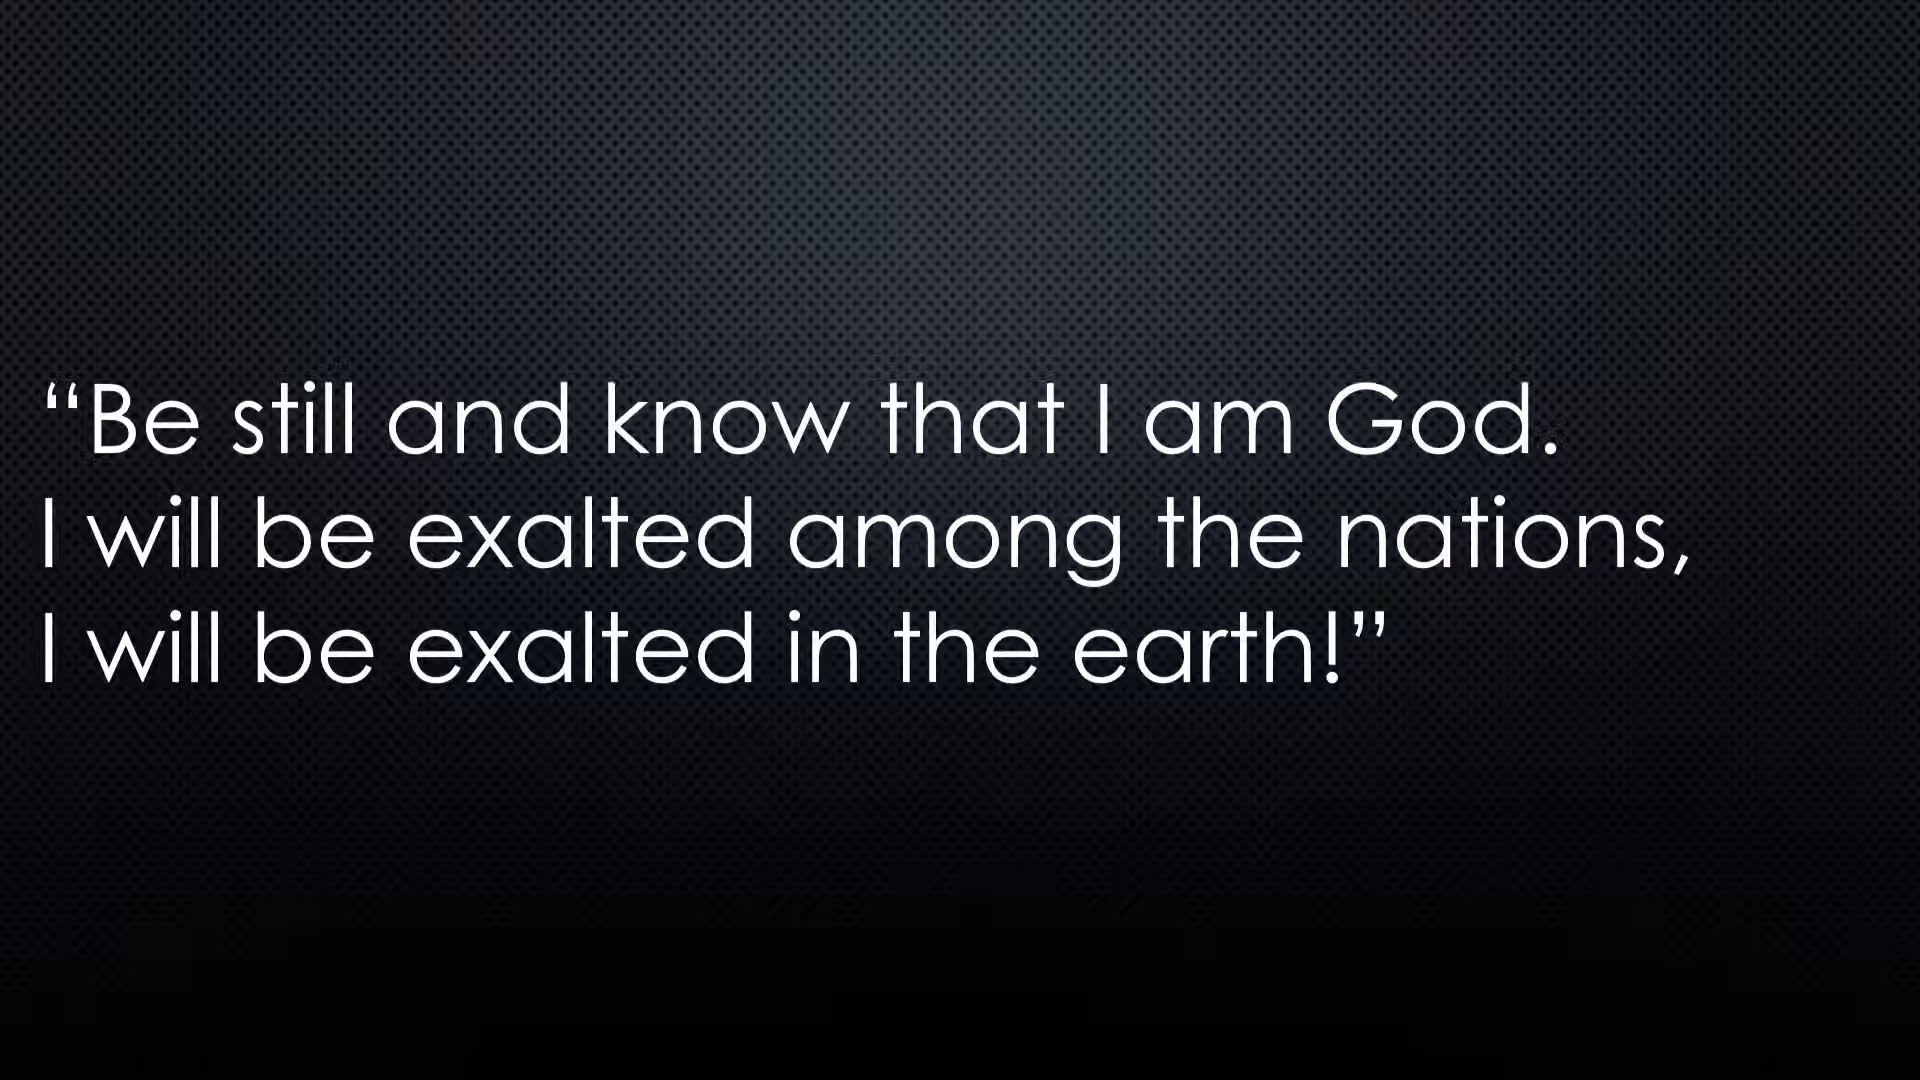 “Be still and know that I am God.
I will be exalted among the nations,
I will be exalted in the earth!”